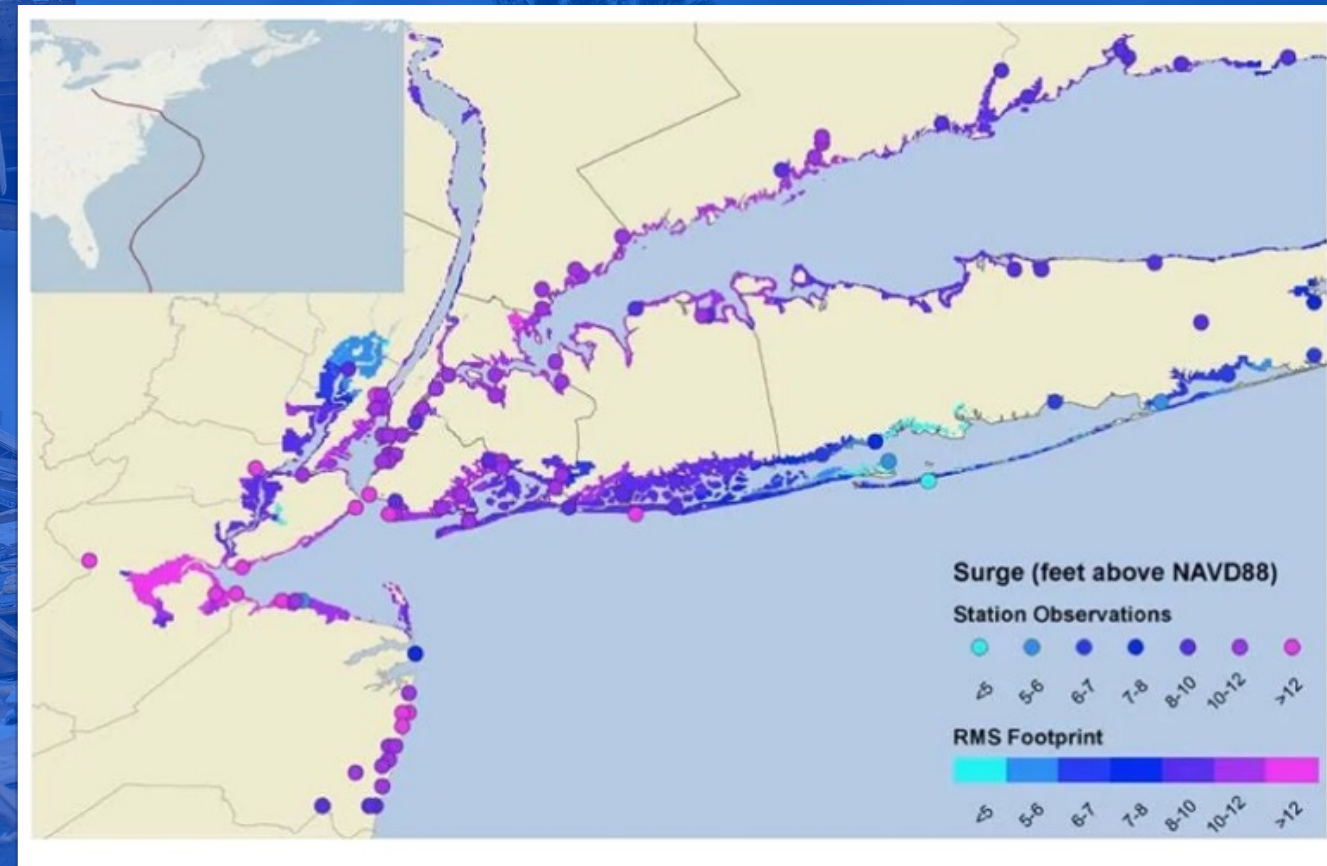 Surge (feet above NAVD88)
Station Observations
<5 5-6 6-7 7-8 8-10 10-12 >12
RMS Footprint
<5 5-6 6-7 7-8 8-10 10-12 >12